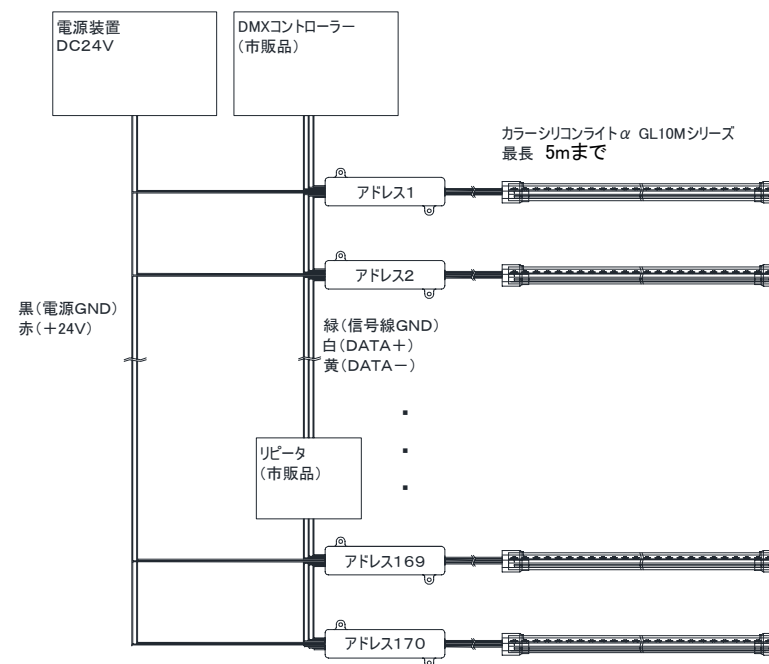 電源装置
DC24V
DMXコントローラー
(市販品)
カラーシリコンライトα GL10Mシリーズ
最長 5mまで
アドレス1
アドレス2
黒(電源GND)
赤(+24V)
緑(信号線GND)
白(DATA+)
黄(DATA-)
リピータ
(市販品)
アドレス169
アドレス170